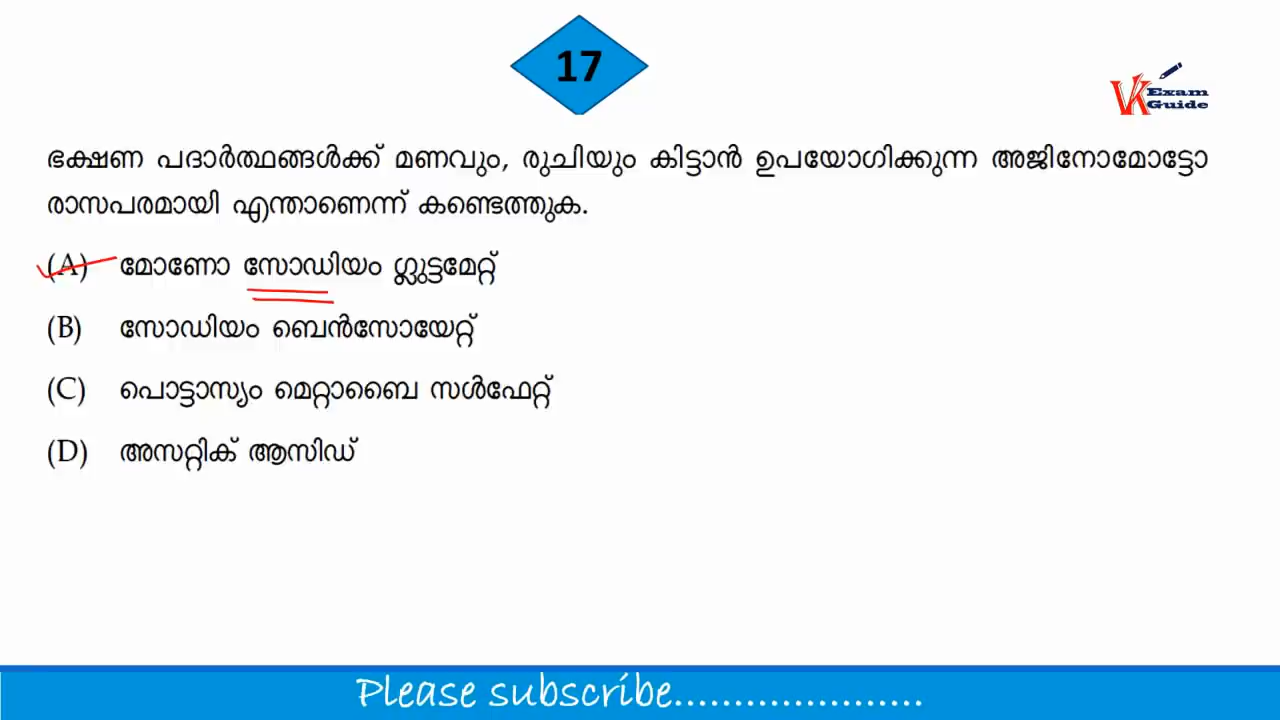 17
VK Exam Guide
ഭക്ഷണ പദാർത്ഥങ്ങൾക്ക് മണവും, രുചിയും കിട്ടാൻ ഉപയോഗിക്കുന്ന അജിനോമോട്ടോ
രാസപരമായി എന്താണെന്ന് കണ്ടെത്തുക.
(A) മോണോ സോഡിയം ഗ്ലുട്ടമേറ്റ്
(B) സോഡിയം ബെൻസോയേറ്റ്
(C) പൊട്ടാസ്യം മെറ്റാബൈ സൾഫേറ്റ്
(D) അസറ്റിക് ആസിഡ്
Please subscribe.....................